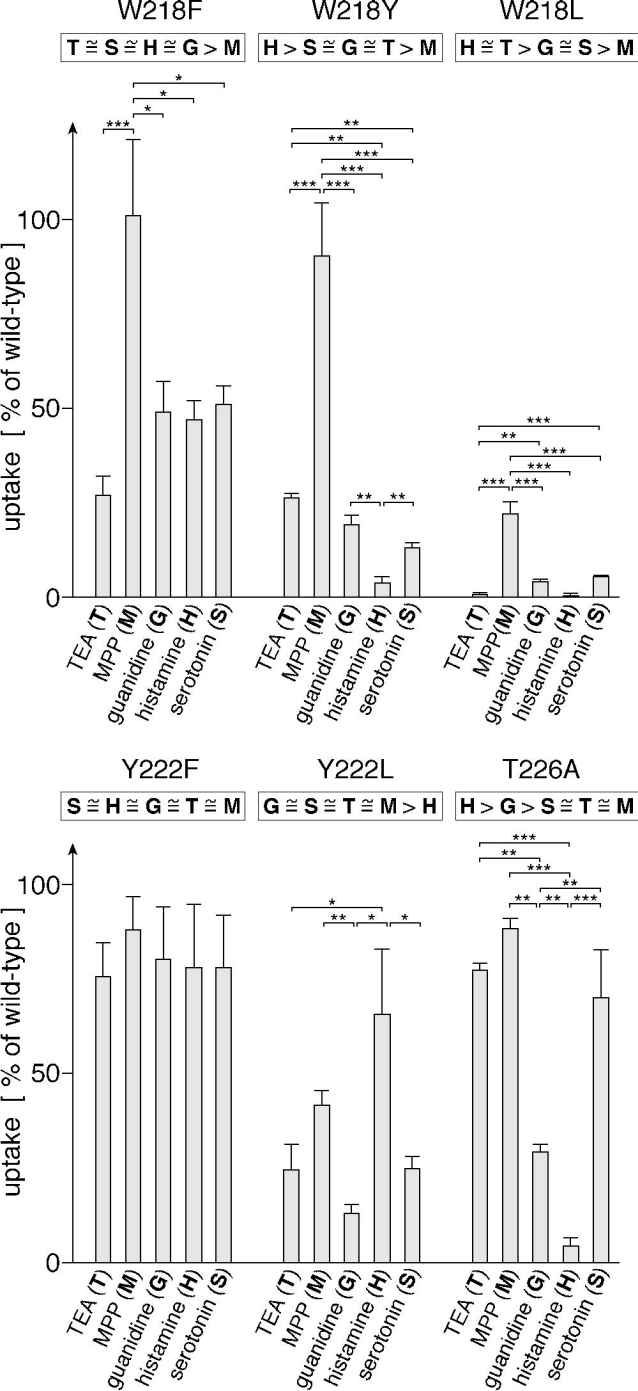 W218F W218Y W218L
T ≅ S ≅ H ≅ G > M H > S ≅ G ≅ T > M H ≅ T > G ≅ S > M
*
*
*
***
**
**
***
***
*** ***
** **
***
**
***
***
*** ***
uptake [ % of wild-type]
100
50
0
TEA (T)
MPP (M)
guanidine (G)
histamine (H)
serotonin (S)
TEA (T)
MPP (M)
guanidine (G)
histamine (H)
serotonin (S)
TEA (T)
MPP(M)
guanidine (G)
histamine (H)
serotonin (S)
Y222F Y222L T226A
S ≅ H ≅ G ≅ T ≅ M G ≅ S ≅ T ≅ M > H H > G > S ≅ T ≅ M
*
** * *
***
**
***
**
** ** ***
uptake [ % of wild-type]
100
50
0
TEA (T)
MPP (M)
guanidine (G)
histamine (H)
serotonin (S)
TEA (T)
MPP (M)
guanidine (G)
histamine (H)
serotonin (S)
TEA (T)
MPP (M)
guanidine (G)
histamine (H)
serotonin (S)